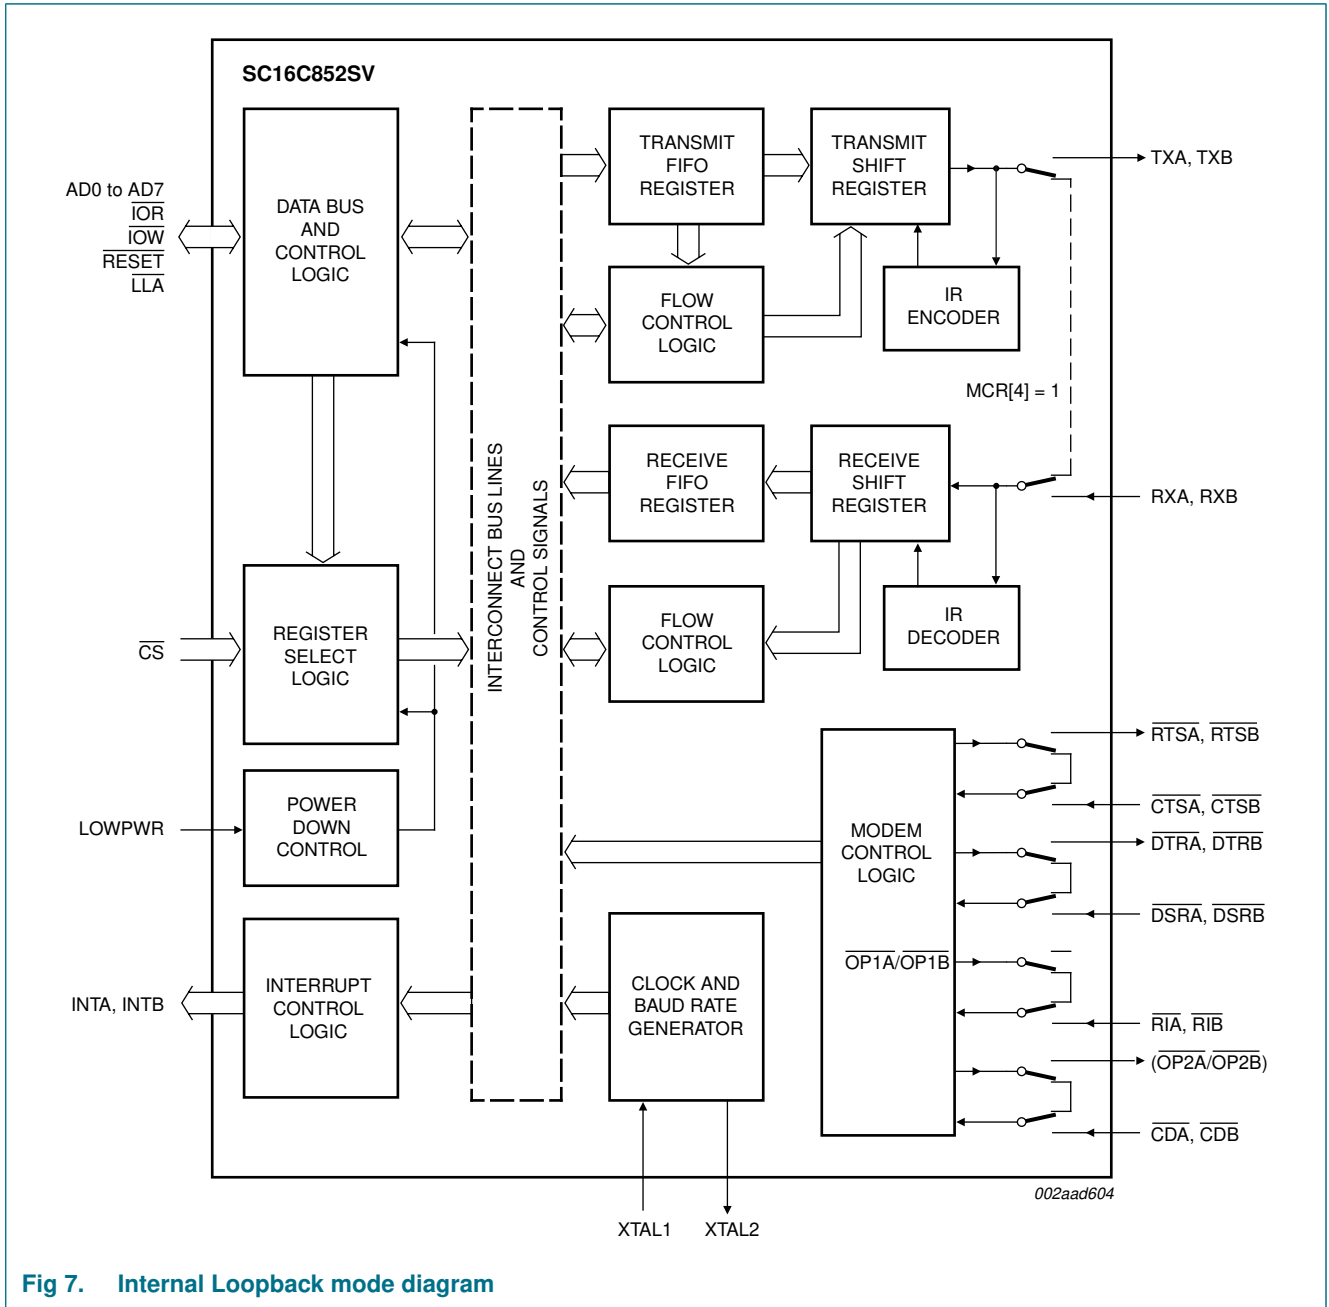 SC16C852SV
AD0 to AD7
IOR
IOW
RESET
LLA
DATA BUS
AND
CONTROL
LOGIC
TRANSMIT
FIFO
REGISTER
TRANSMIT
SHIFT
REGISTER
TXA, TXB
FLOW
CONTROL
LOGIC
IR
ENCODER
MCR[4] = 1
INTERCONNECT BUS LINES
AND
CONTROL SIGNALS
RECEIVE
FIFO
REGISTER
RECEIVE
SHIFT
REGISTER
RXA, RXB
CS
REGISTER
SELECT
LOGIC
FLOW
CONTROL
LOGIC
IR
DECODER
LOWPWR
POWER
DOWN
CONTROL
MODEM
CONTROL
LOGIC
RTSA, RTSB
CTSA, CTSB
DTRA, DTRB
DSRA, DSRB
OP1A/OP1B
RIA, RIB
(OP2A/OP2B)
CDA, CDB
INTA, INTB
INTERRUPT
CONTROL
LOGIC
CLOCK AND
BAUD RATE
GENERATOR
XTAL1
XTAL2
002aad604
Fig 7. Internal Loopback mode diagram